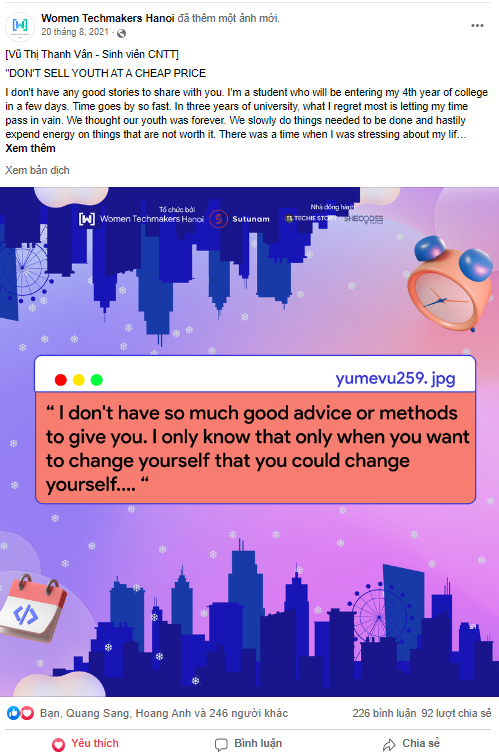 Women Techmakers Hanoi đã thêm một ảnh mới.
20 tháng 8, 2021 ·
[Vũ Thị Thanh Vân - Sinh viên CNTT]
"DON'T SELL YOUTH AT A CHEAP PRICE
I don't have any good stories to share with you. I'm a student who will be entering my 4th year of college
in a few days. Time goes by so fast. In three years of university, what I regret most is letting my time
pass in vain. We thought our youth was forever. We slowly do things needed to be done and hastily
expend energy on things that are not worth it. There was a time when I was stressing about my lif…
Xem thêm
Xem bản dịch
Tổ chức bởi
Nhà đồng hành
Women Techmakers Hanoi
Sutunam
TECHIE STORY
SHECODES
yumevu259. jpg
“ I don't have so much good advice or methods
to give you. I only know that only when you want
to change yourself that you could change
yourself.... “
Bạn, Quang Sang, Hoang Anh và 246 người khác
226 bình luận 92 lượt chia sẻ
Yêu thích
Bình luận
Chia sẻ